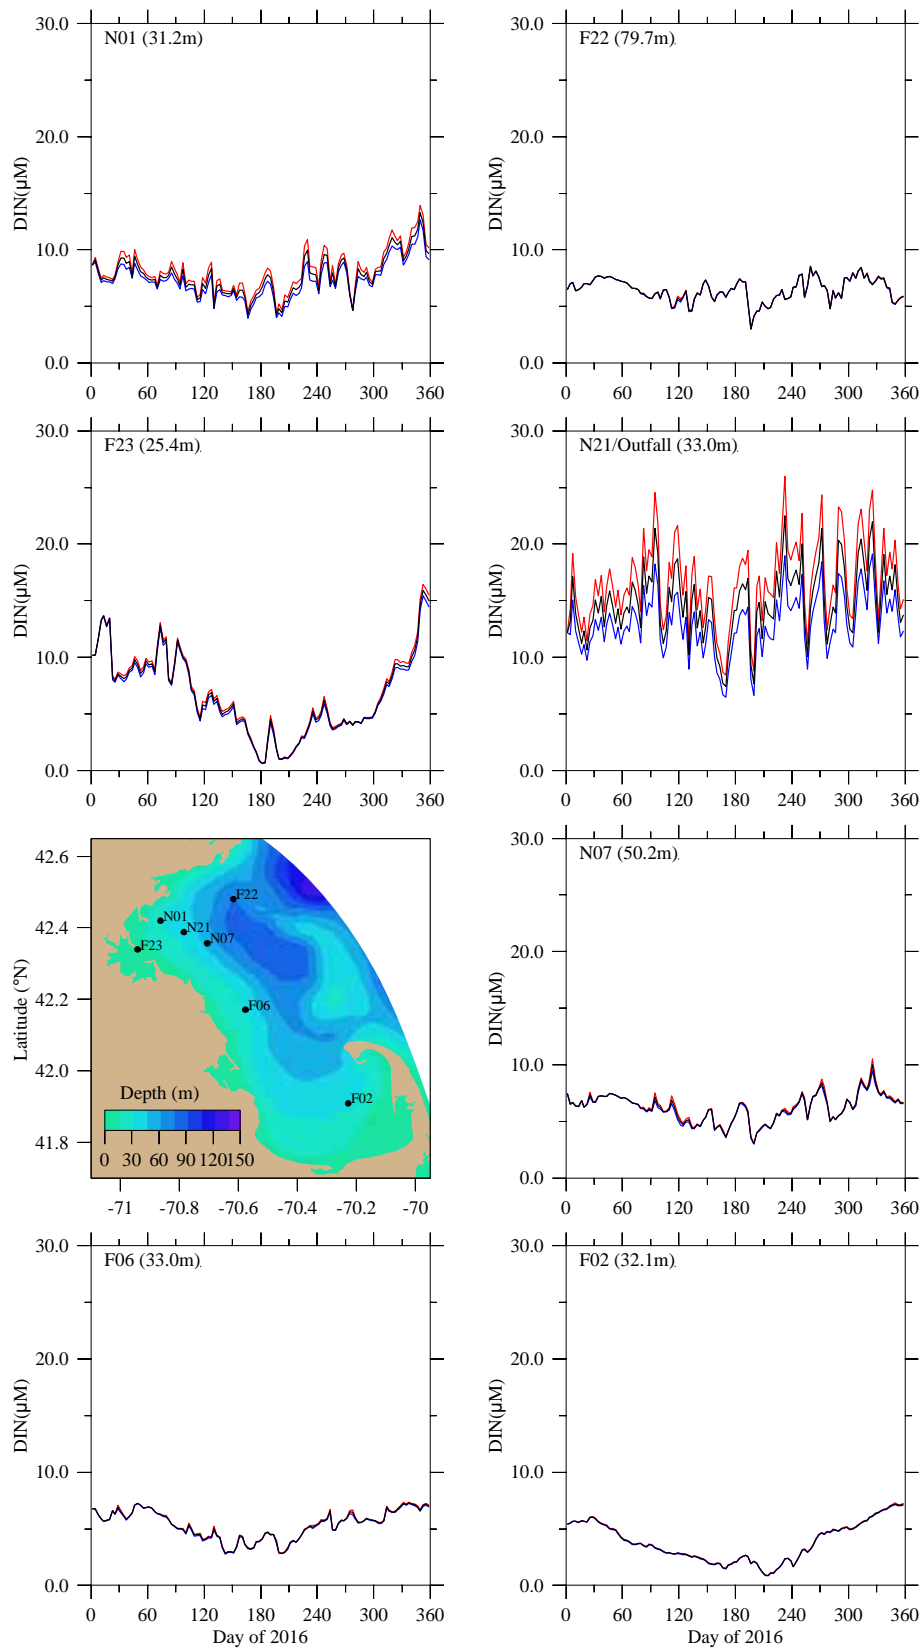 30.0
20.0
10.0
0.0
DIN(µM)
N01 (31.2m)
0 60 120 180 240 300 360
30.0
20.0
10.0
0.0
DIN(µM)
F22 (79.7m)
0 60 120 180 240 300 360
30.0
20.0
10.0
0.0
DIN(µM)
F23 (25.4m)
0 60 120 180 240 300 360
30.0
20.0
10.0
0.0
DIN(µM)
N21/Outfall (33.0m)
0 60 120 180 240 300 360
42.6
42.4
42.2
42.0
41.8
Latitude (°N)
F22
N01
N21
N07
F23
F06
F02
Depth (m)
0 30 60 90 120 150
-71 -70.8 -70.6 -70.4 -70.2 -70
30.0
20.0
10.0
0.0
DIN(µM)
N07 (50.2m)
0 60 120 180 240 300 360
30.0
20.0
10.0
0.0
DIN(µM)
F06 (33.0m)
0 60 120 180 240 300 360
Day of 2016
30.0
20.0
10.0
0.0
DIN(µM)
F02 (32.1m)
0 60 120 180 240 300 360
Day of 2016